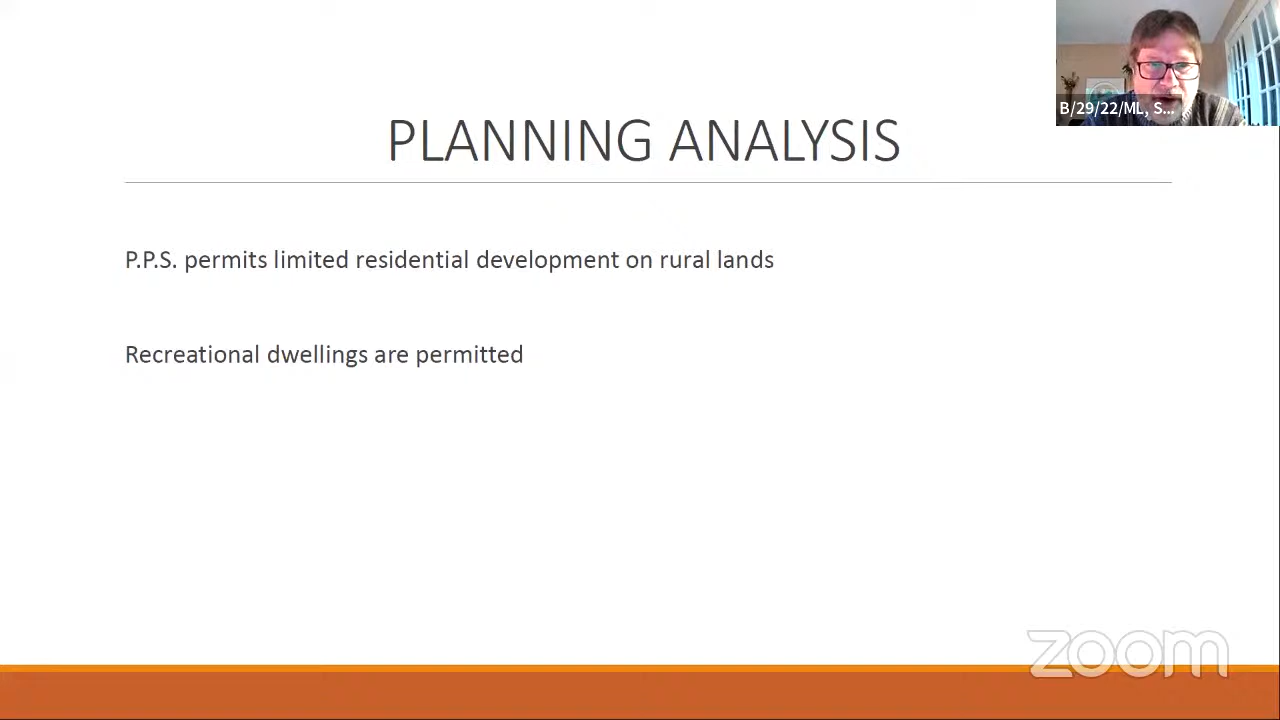 B/29/22/ML, S...
PLANNING ANALYSIS
P.P.S. permits limited residential development on rural lands
Recreational dwellings are permitted
zoom